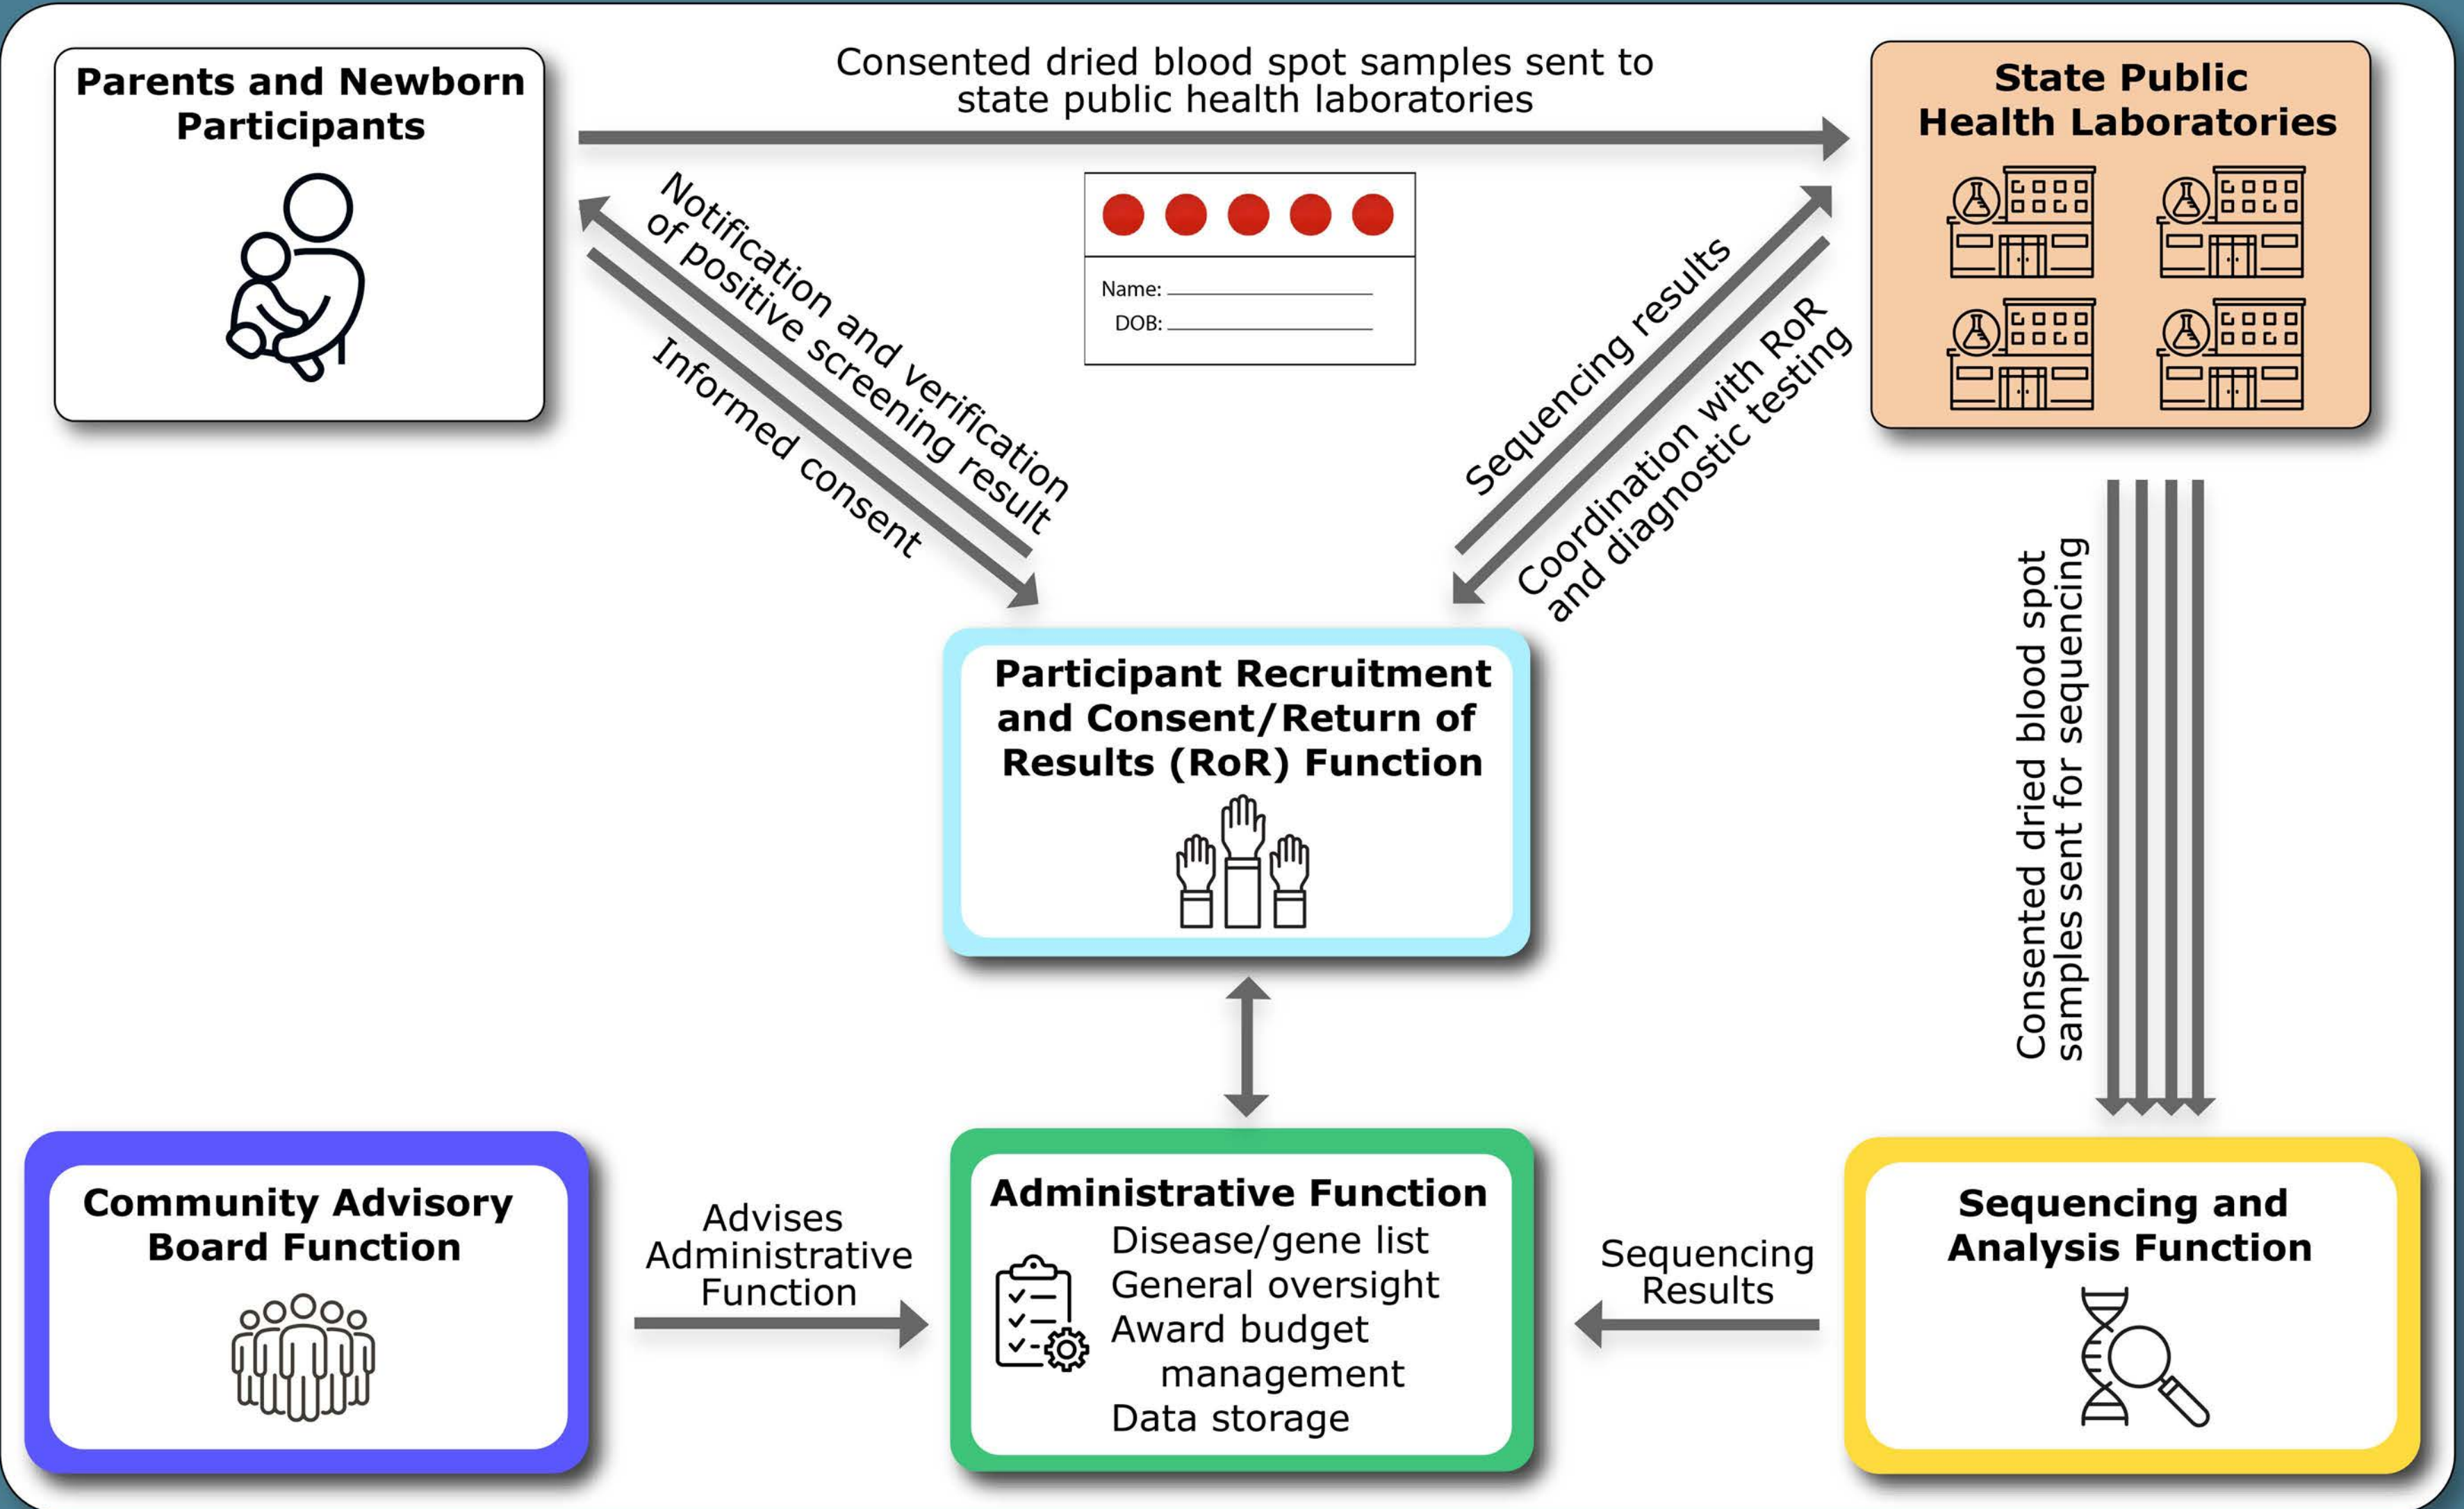 Parents and Newborn
Participants
Consented dried blood spot samples sent to
state public health laboratories
State Public
Health Laboratories
Name:
DOB:
Notification and verification
of positive screening result
Informed consent
Sequencing results
Coordination with RoR
and diagnostic testing
Consented dried blood spot
samples sent for sequencing
Participant Recruitment
and Consent/Return of
Results (RoR) Function
Community Advisory
Board Function
Advises
Administrative
Function
Administrative Function
Disease/gene list
General oversight
Award budget
management
Data storage
Sequencing
Results
Sequencing and
Analysis Function